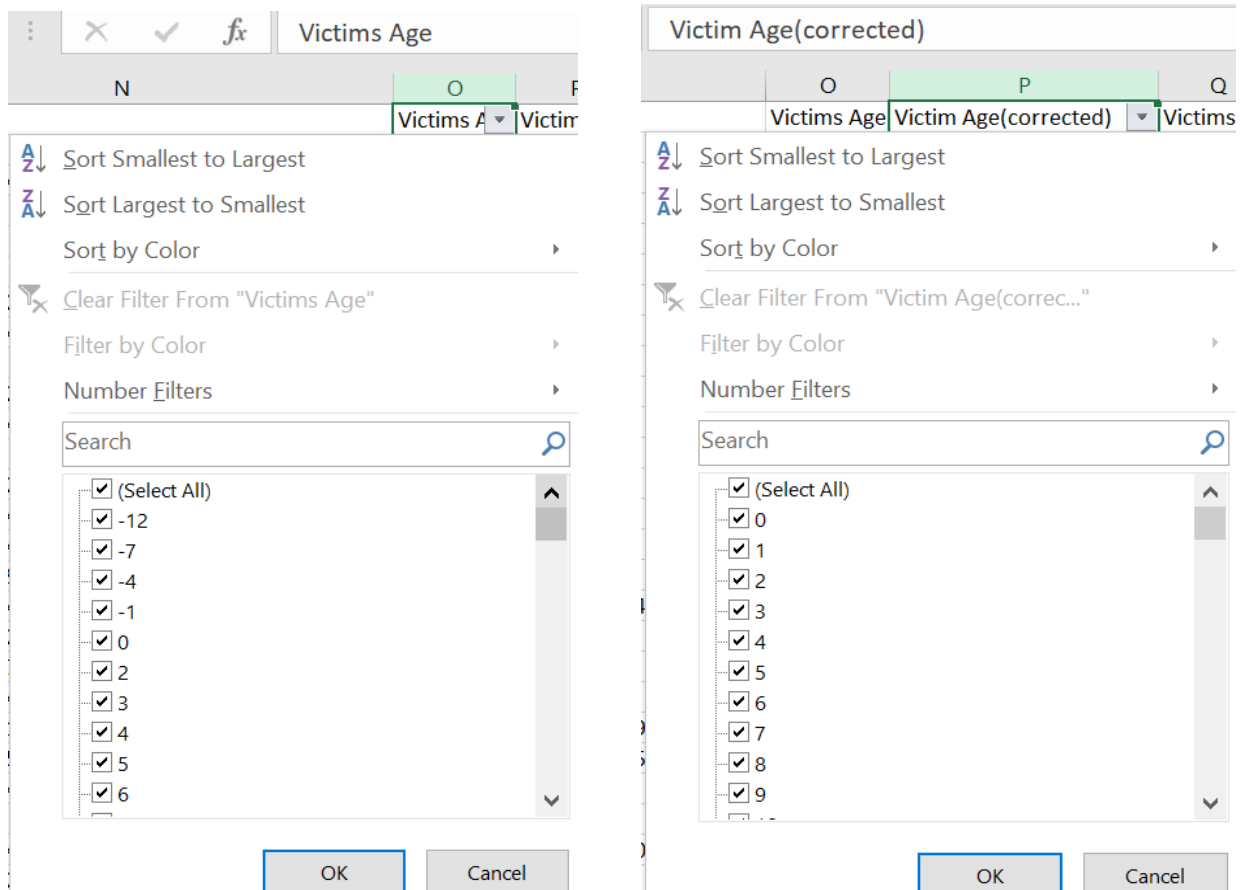 fx Victims Age
N O
Victims A Victim
Sort Smallest to Largest
Sort Largest to Smallest
Sort by Color
Clear Filter From "Victims Age"
Filter by Color
Number Filters
Search
(Select All)
-12
-7
-4
-1
0
2
3
4
5
6
OK Cancel
Victim Age(corrected)
O P Q
Victims Age Victim Age(corrected) Victims
Sort Smallest to Largest
Sort Largest to Smallest
Sort by Color
Clear Filter From "Victim Age(correc..."
Filter by Color
Number Filters
Search
(Select All)
0
1
2
3
4
5
6
7
8
9
OK Cancel